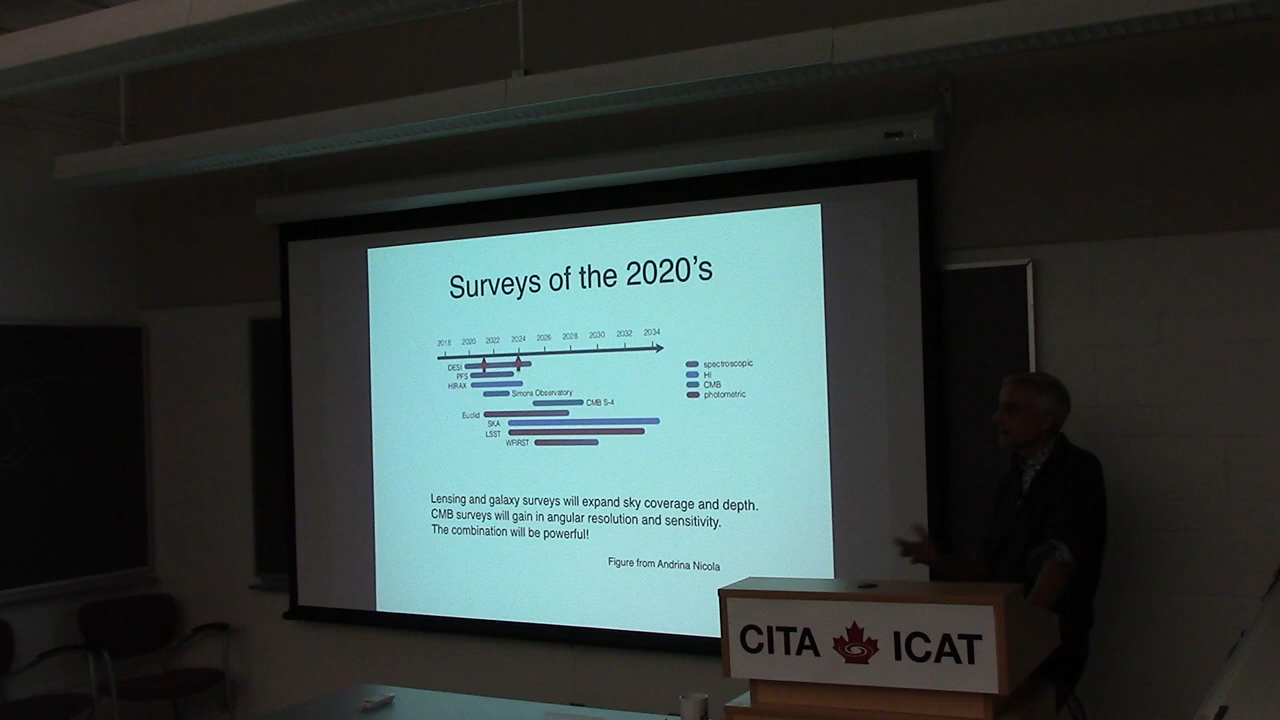 Surveys of the 2020's
2018 2020 2022 2024 2026 2028 2030 2032 2034
DESI
PFS
HIRAX
Simons Observatory
CMB S-4
Euclid
SKA
LSST
WFIRST
spectroscopic
HI
CMB
photometric
Lensing and galaxy surveys will expand sky coverage and depth.
CMB surveys will gain in angular resolution and sensitivity.
The combination will be powerful!
Figure from Andrina Nicola
CITA ICAT